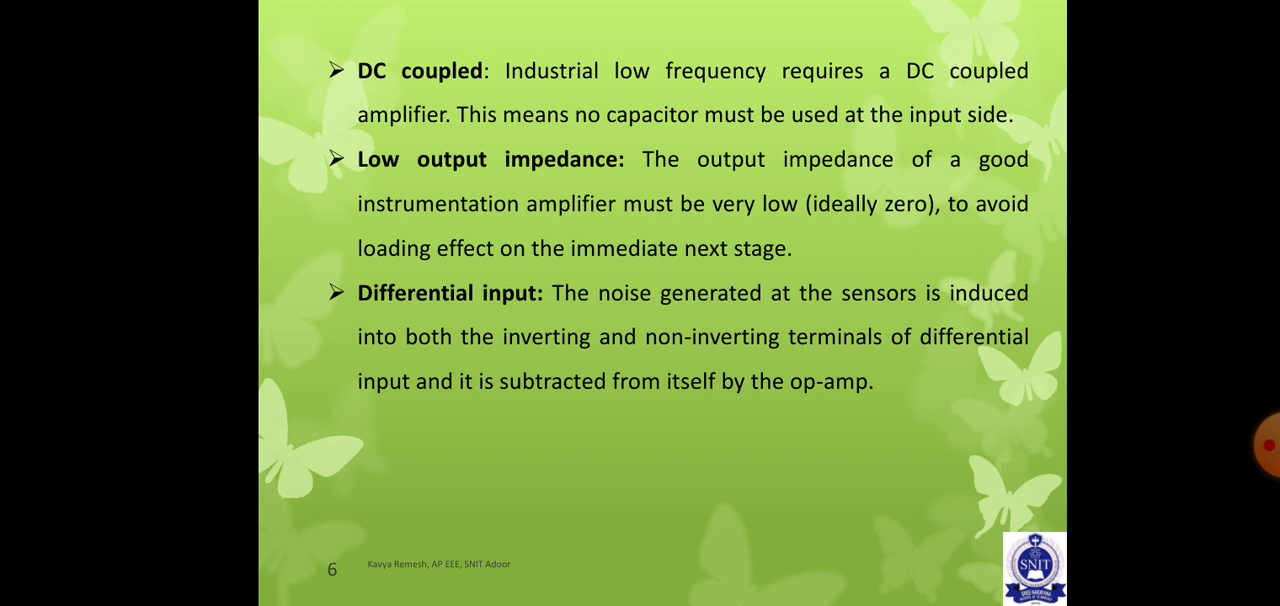 ➢ DC coupled: Industrial low frequency requires a DC coupled
amplifier. This means no capacitor must be used at the input side.
➢ Low output impedance: The output impedance of a good
instrumentation amplifier must be very low (ideally zero), to avoid
loading effect on the immediate next stage.
➢ Differential input: The noise generated at the sensors is induced
into both the inverting and non-inverting terminals of differential
input and it is subtracted from itself by the op-amp.
6
Kavya Remesh, AP EEE, SNIT Adoor
SNIT